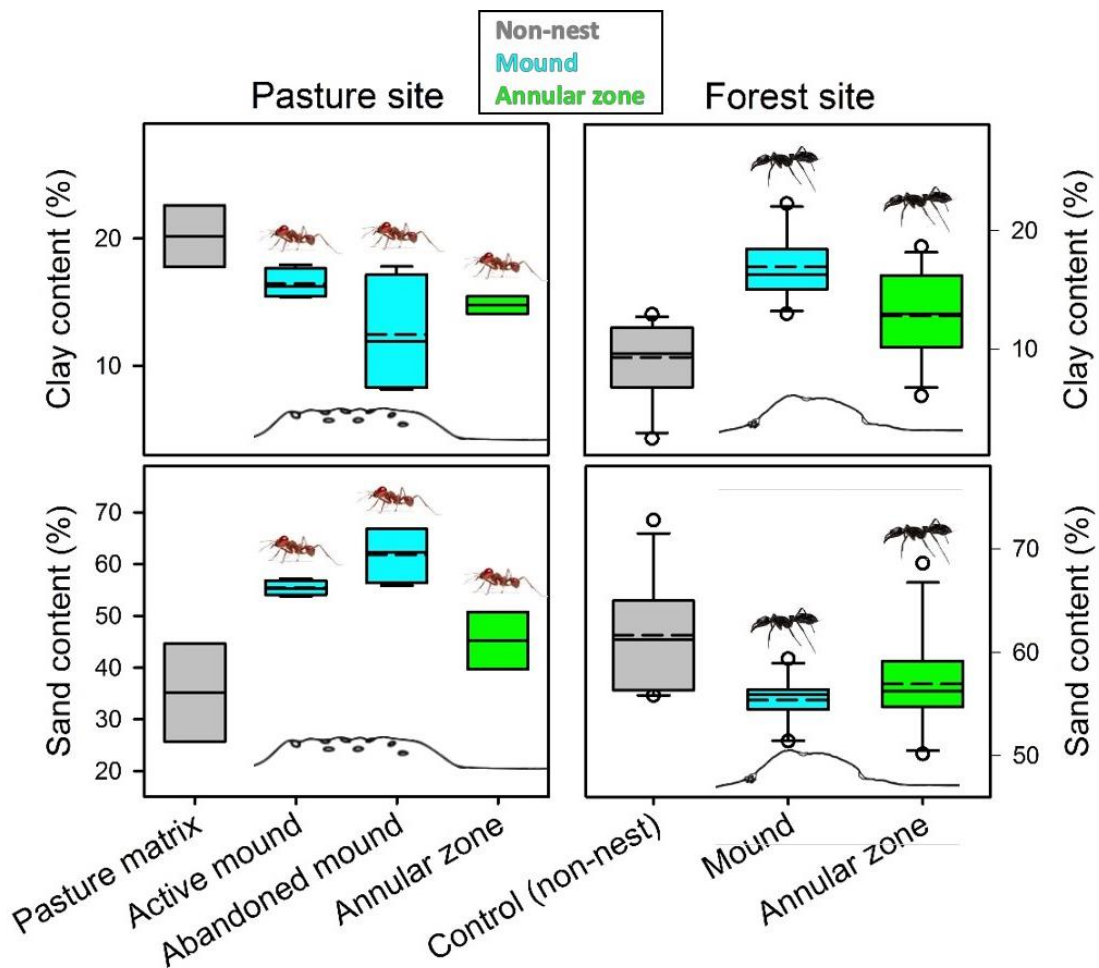 Non-nest
Mound
Annular zone
Pasture site
Forest site
Clay content (%)
20
10
20
10
Clay content (%)
Sand content (%)
70
60
50
40
30
20
70
60
50
Sand content (%)
Pasture matrix
Active mound
Abandoned mound
Annular zone
Control (non-nest)
Mound
Annular zone